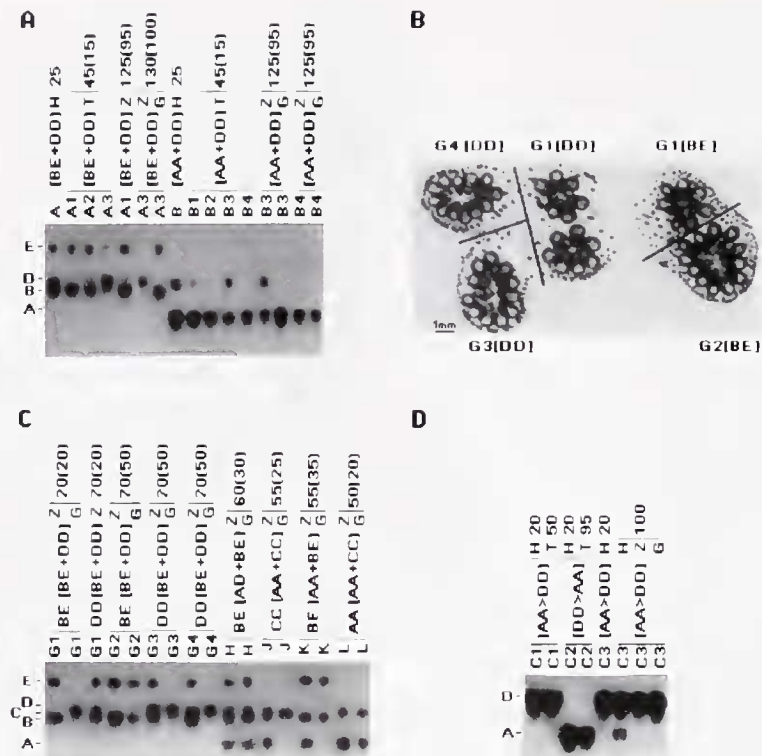 A
[BE+DD] H 25
[BE+DD] T 45(15)
[BE+DD] Z 125(95)
[BE+DD] Z G 130(100)
[AA+DD] H 25
[AA+DD] T 45(15)
[AA+DD] Z G 125(95)
[AA+DD] Z G 125(95)
A A1 A2 A3 A1 A3 A3 B B1 B2 B3 B4 B3 B3 B4 B4
E
D
B
A
B
G4 [DD] G1 [DD] G1 [BE]
1mm
G3 [DD] G2 [BE]
C
BE [BE+DD] Z G 70(20)
DD [BE+DD] Z 70(20)
BE [BE+DD] Z G 70(50)
DD [BE+DD] Z G 70(50)
DD [BE+DD] Z G 70(50)
BE [AD+BE] Z G 60(30)
CC [AA+CC] Z G 55(25)
BE [AA+BE] Z G 55(35)
AA [AA+CC] Z G 50(20)
G1 G1 G1 G2 G2 G3 G3 G4 G4 H H J J K K L L
E
D
C
B
A
D
[AA>DD] H 20 T 50
[DD>AA] H 20 T 95
[AA>DD] H 20
[AA>DD] H Z G 100
C1 C1 C2 C2 C3 C3 C3 C3
D
A